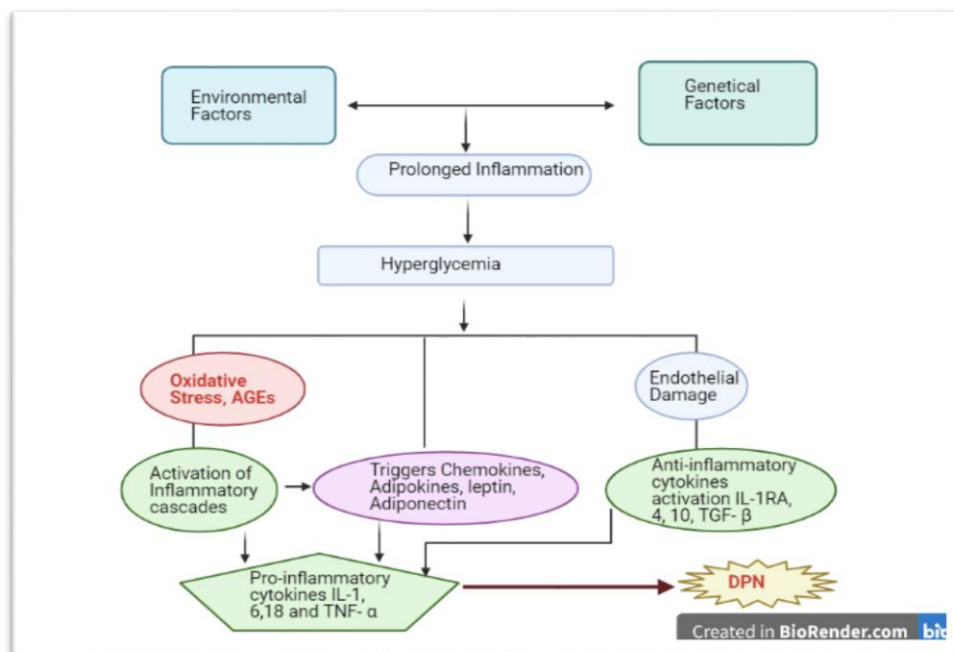 Environmental
Factors
Genetical
Factors
Prolonged Inflammation
Hyperglycemia
Oxidative
Stress, AGEs
Endothelial
Damage
Activation of
Inflammatory
cascades
Triggers Chemokines,
Adipokines, leptin,
Adiponectin
Anti-inflammatory
cytokines
activation IL-1RA,
4, 10, TGF- β
Pro-inflammatory
cytokines IL-1,
6,18 and TNF- α
DPN
Created in BioRender.com bio